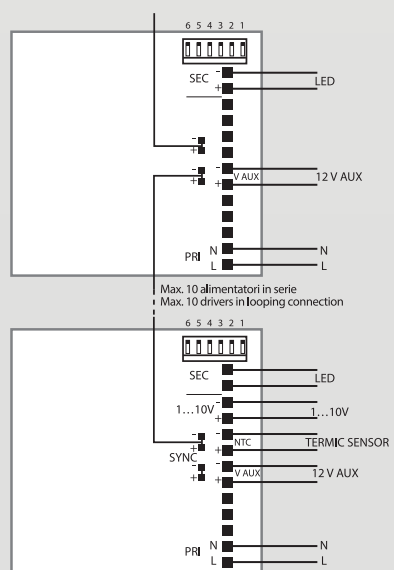 6 5 4 3 2 1
SEC
-
+
LED
-
+
-
+
-
+
V AUX
12 V AUX
PRI
N
N
L
L
Max. 10 alimentatori in serie
Max. 10 drivers in looping connection
6 5 4 3 2 1
SEC
LED
1...10V
-
+
1...10V
-
+
SYNC
-
+
NTC
TERMIC SENSOR
-
+
-
+
V AUX
12 V AUX
PRI
N
N
L
L